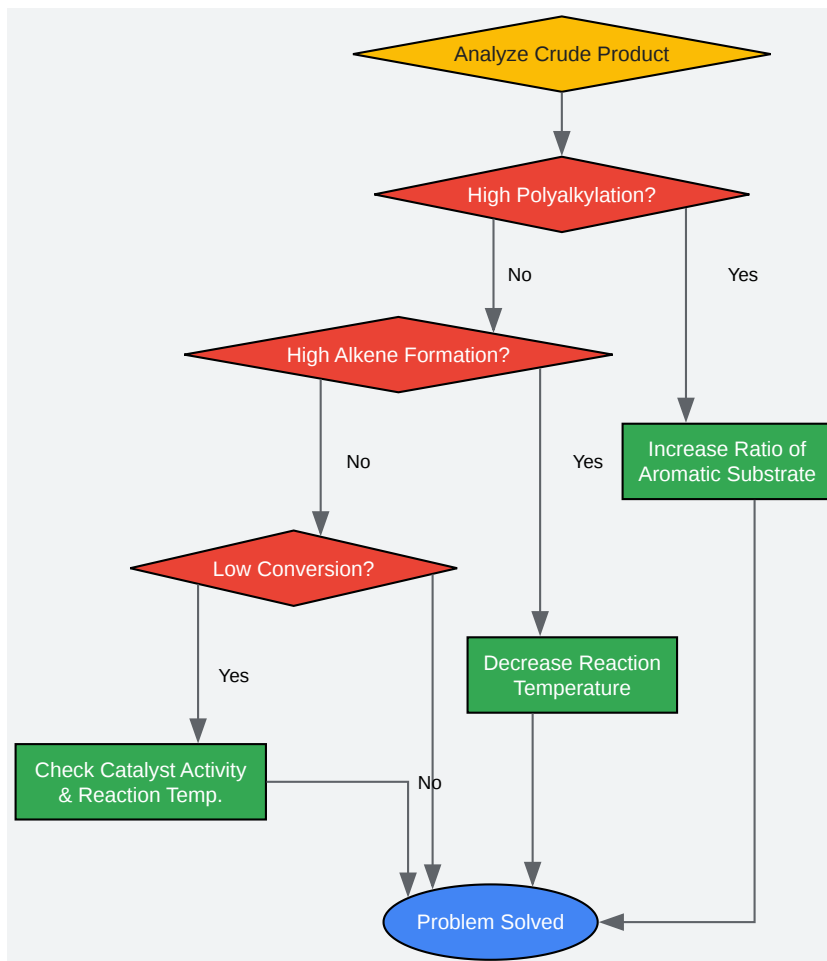 Analyze Crude Product
High Polyalkylation?
No
Yes
High Alkene Formation?
No
Yes
Increase Ratio of
Aromatic Substrate
Low Conversion?
Yes
Decrease Reaction
Temperature
Check Catalyst Activity
& Reaction Temp.
No
Problem Solved